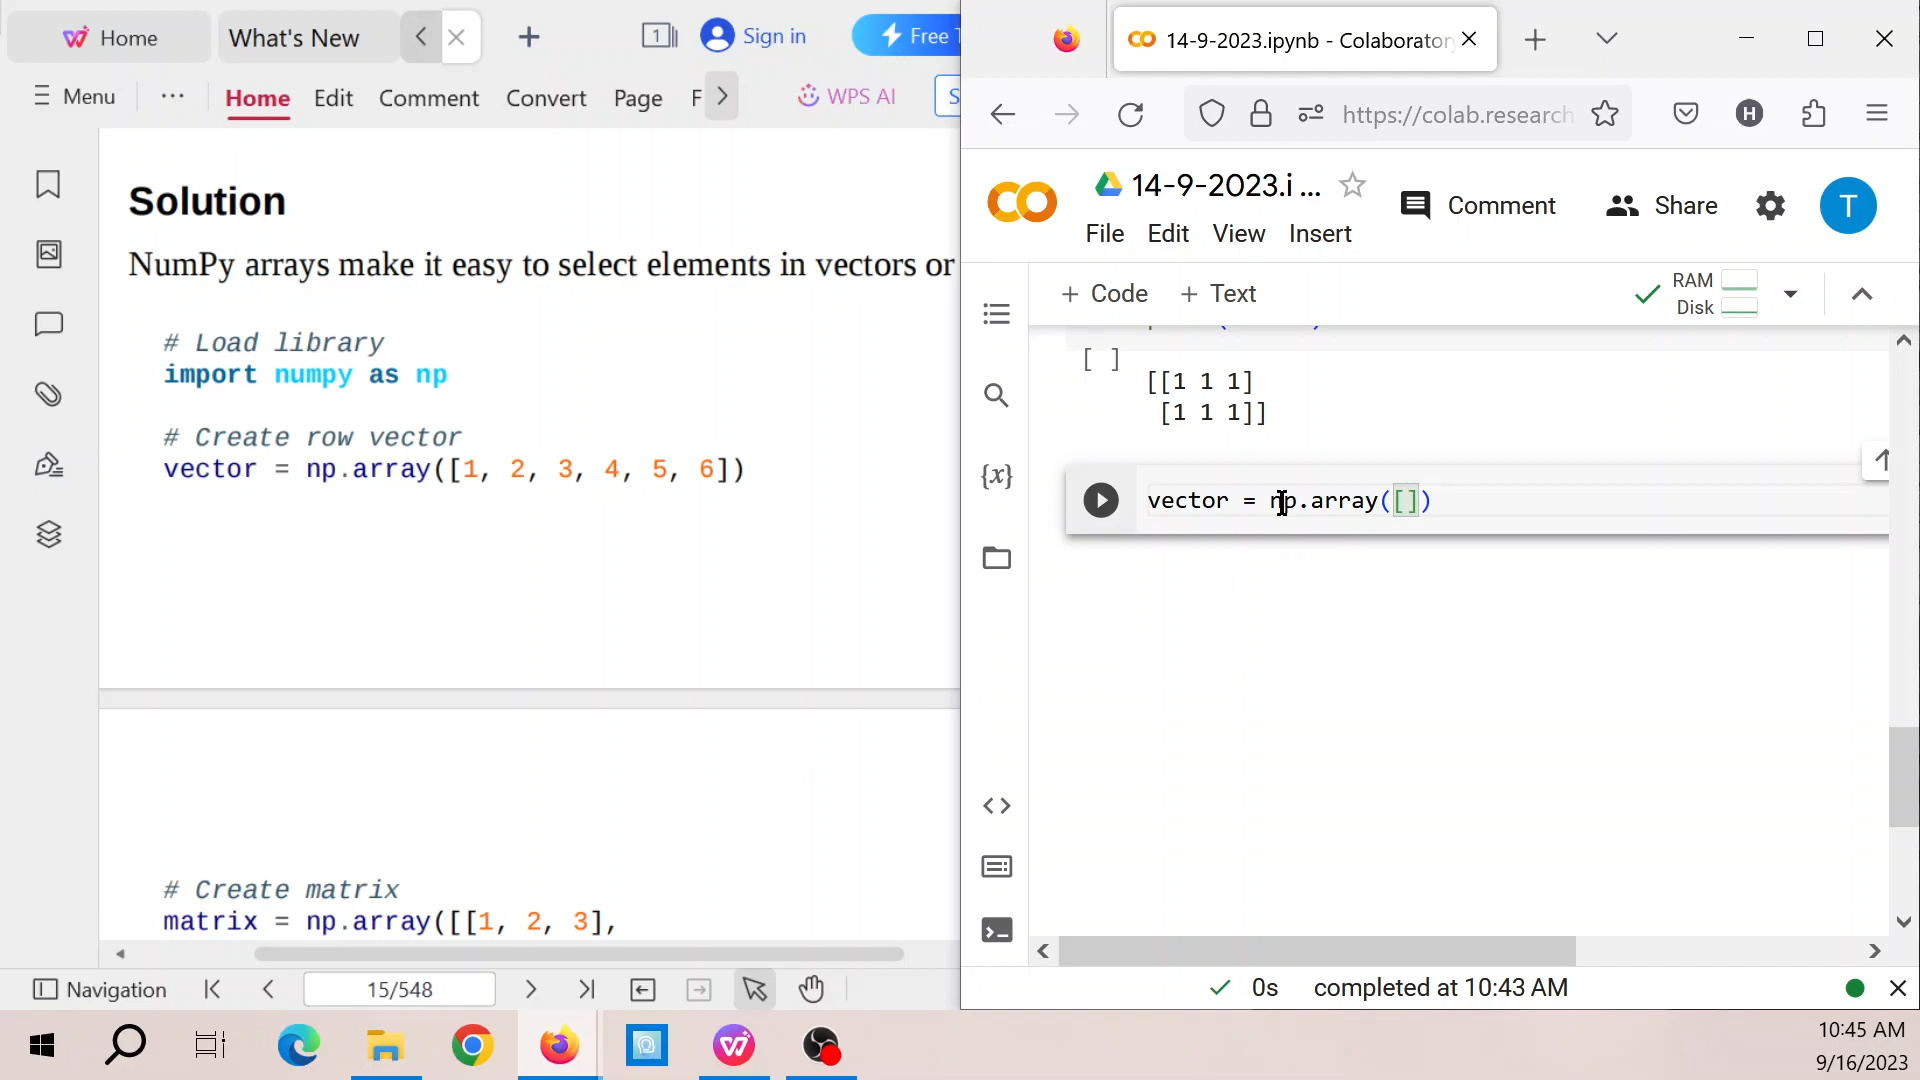 Home
What's New
Sign in
Free
Menu
Home
Edit
Comment
Convert
Page
F
WPS AI
S
Solution
NumPy arrays make it easy to select elements in vectors or
# Load library
import numpy as np
# Create row vector
vector = np.array([1, 2, 3, 4, 5, 6])
# Create matrix
matrix = np.array([[1, 2, 3],
Navigation
15/548
14-9-2023.ipynb - Colaboratory
https://colab.research
H
14-9-2023.i ...
Comment
Share
T
File Edit View Insert
+ Code + Text
RAM
Disk
[ ]
[[1 1 1]
[1 1 1]]
{x}
vector = np.array([])
0s completed at 10:43 AM
10:45 AM
9/16/2023